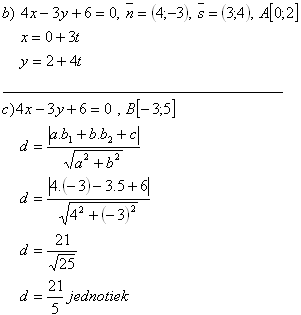 b) 4x – 3y + 6 = 0, n̄ = (4;–3), s̄ = (3;4), A[0;2]
x = 0 + 3t
y = 2 + 4t
c) 4x – 3y + 6 = 0 , B[–3;5]
d = |a.b₁ + b.b₂ + c| / √(a² + b²)
d = |4.(–3) – 3.5 + 6| / √(4² + (–3)²)
d = 21 / √25
d = 21/5 jednotiek